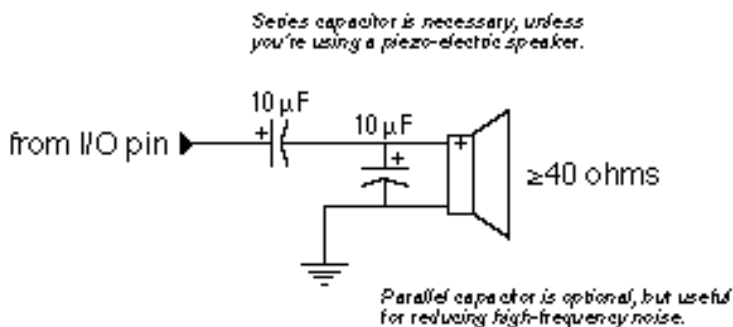 Series capacitor is necessary, unless
you're using a piezo-electric speaker.
10 µF
10 µF
+
+
+
from I/O pin
≥40 ohms
Parallel capacitor is optional, but useful
for reducing high-frequency noise.